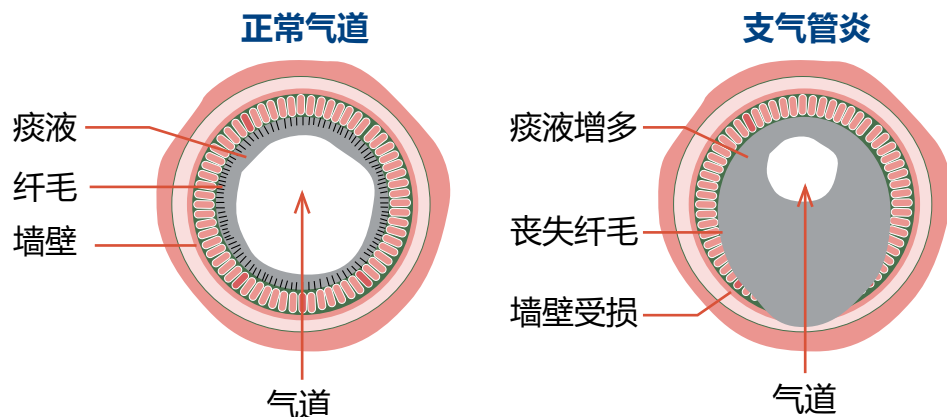 正常气道
痰液
纤毛
墙壁
气道
支气管炎
痰液增多
丧失纤毛
墙壁受损
气道